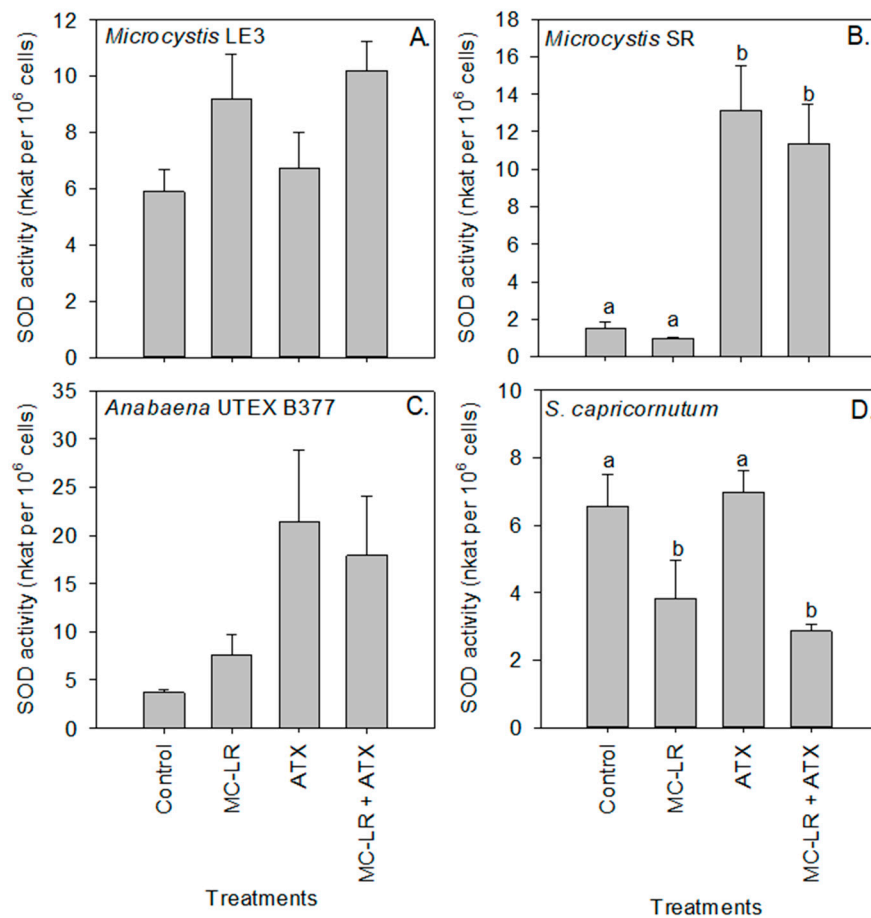 Microcystis LE3
A.
SOD activity (nkat per 10⁶ cells)
12
10
8
6
4
2
0
Microcystis SR
B.
SOD activity (nkat per 10⁶ cells)
18
16
14
12
10
8
6
4
2
0
a
a
b
b
Anabaena UTEX B377
C.
SOD activity (nkat per 10⁶ cells)
35
30
25
20
15
10
5
0
Control
MC-LR
ATX
MC-LR + ATX
Treatments
S. capricornutum
D.
SOD activity (nkat per 10⁶ cells)
10
8
6
4
2
0
a
b
a
b
Control
MC-LR
ATX
MC-LR + ATX
Treatments